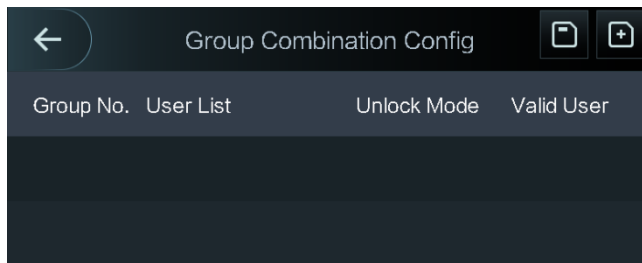 Group Combination Config
Group No. User List Unlock Mode Valid User